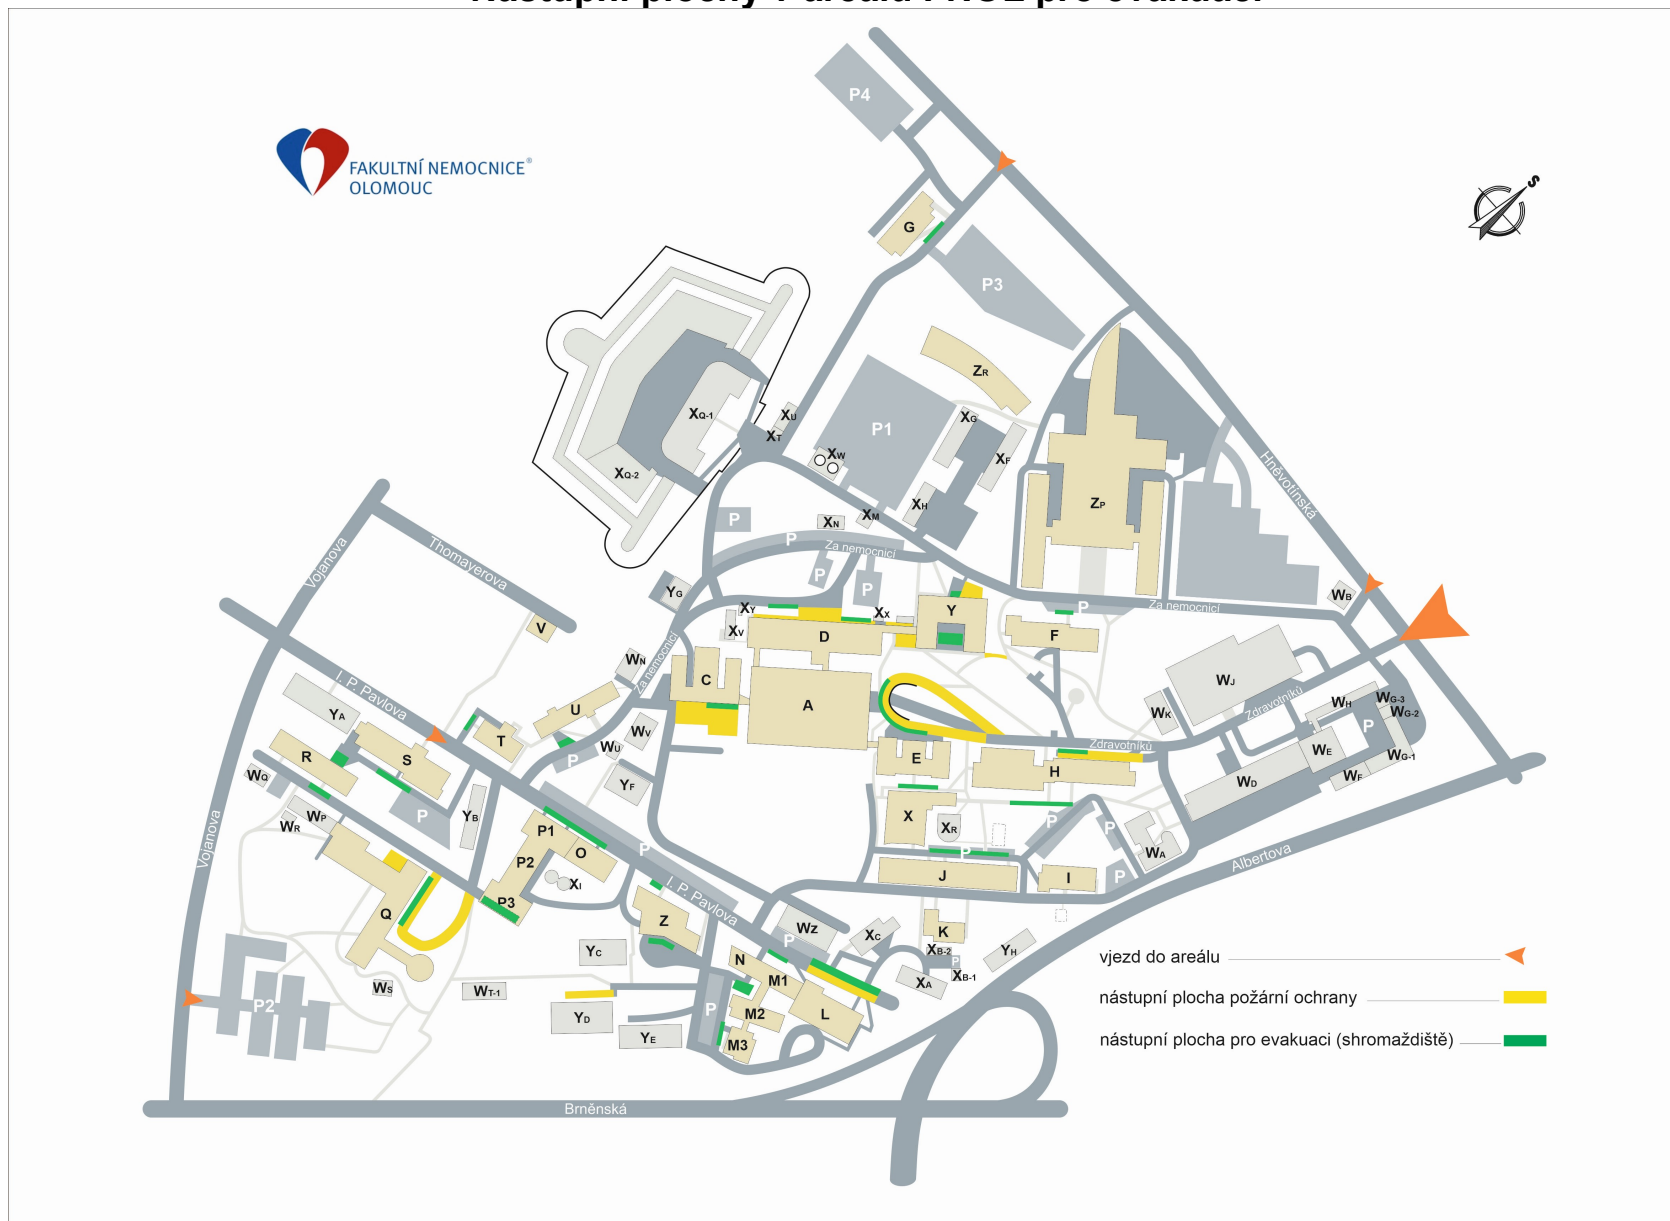 P4
FAKULTNÍ NEMOCNICE®
OLOMOUC
S
G
P3
ZR
XQ-1
XU
XT
XG
P1
XW
XF
XQ-2
Hněvotínská
ZP
XH
XM
XN
P
P
Za nemocnicí
Vojanova
Thomayerova
P
P
YG
WB
XY
XX
Y
P
Za nemocnicí
V
XV
D
F
Za nemocnicí
WN
I. P. Pavlova
C
WJ
U
A
WH
WG-3
WG-2
YA
WK
Zdravotníků
P
WV
T
WU
Zdravotníků
WE
WG-1
R
S
P
E
H
WD
WF
WQ
YF
P
YB
X
WP
WR
P1
XR
P
P
O
P
P
WA
Vojanova
P2
Albertova
XI
J
I
P
I. P. Pavlova
P3
Q
Z
WZ
K
P
XC
XB-2
YH
YC
P
XB-1
N
XA
M1
WS
WT-1
P2
P
M2
L
YD
YE
M3
Brněnská
vjezd do areálu
nástupní plocha požární ochrany
nástupní plocha pro evakuaci (shromaždiště)